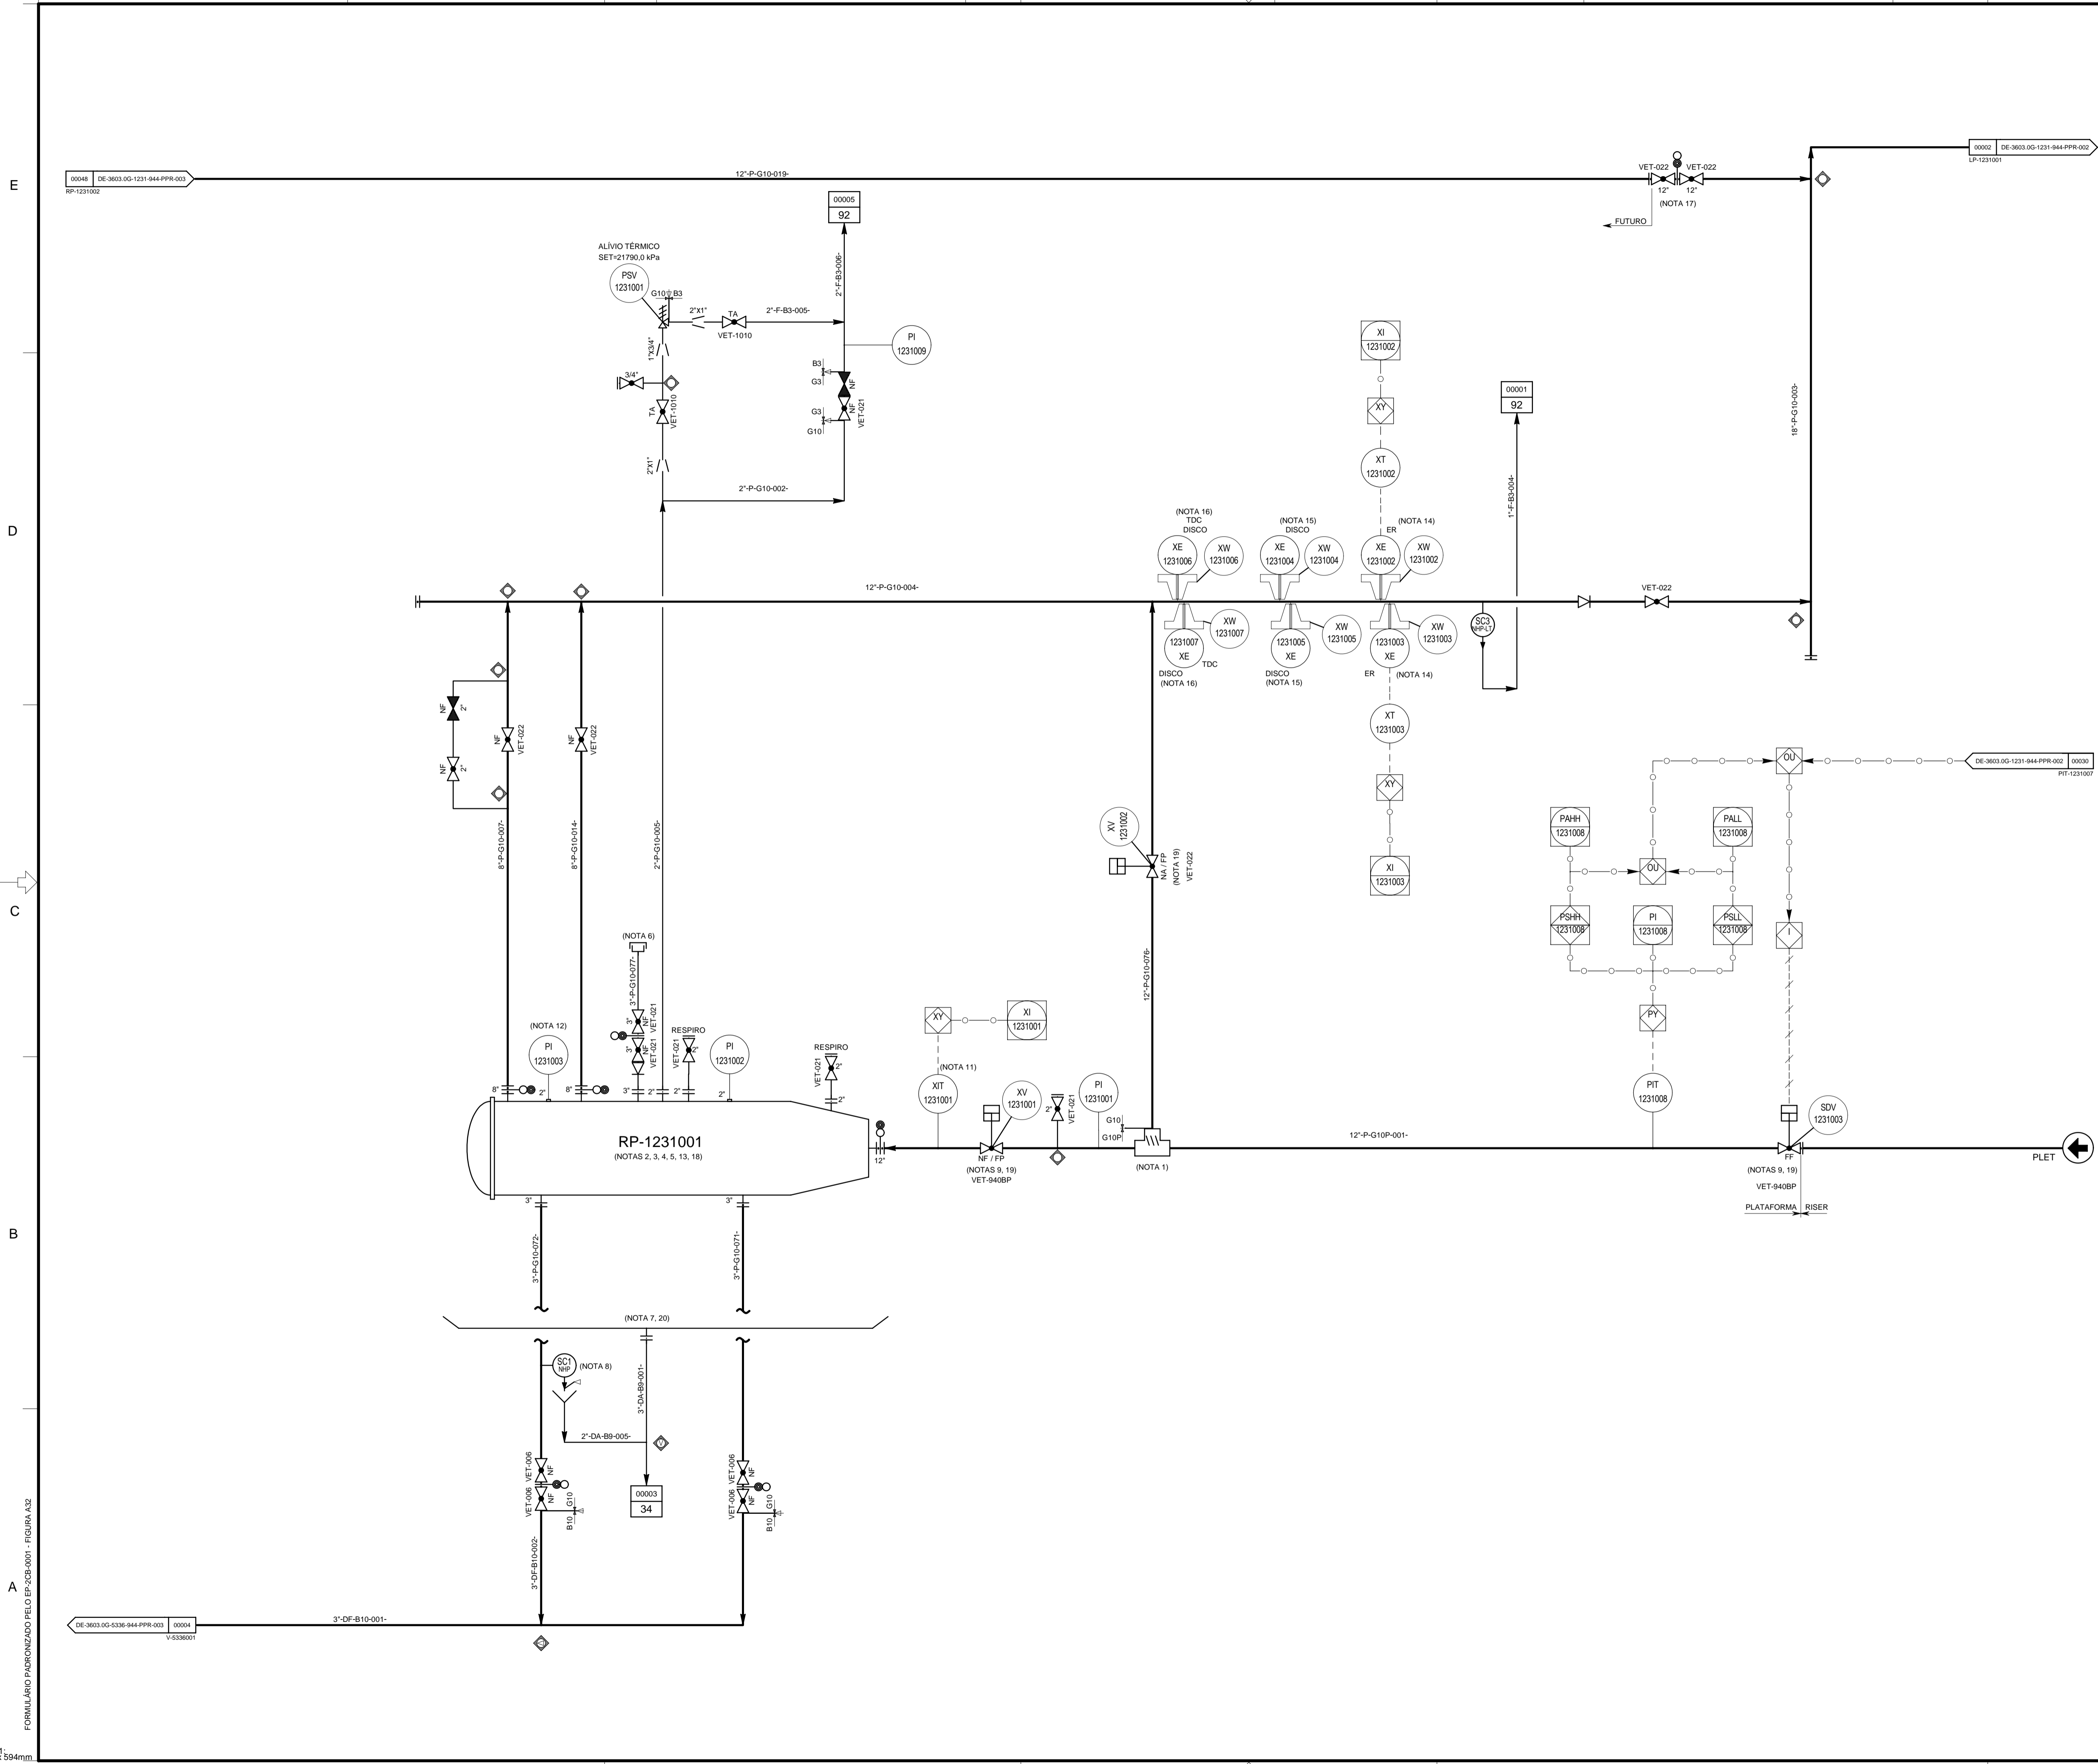 E
D
C
B
A
00048 DE-3603.0G-1231-944-PPR-003
RP-1231002
12"-P-G10-019-
VET-022 VET-022
12" 12"
(NOTA 17)
FUTURO
00002 DE-3603.0G-1231-944-PPR-002
LP-1231001
18"-P-G10-003-
00005
92
2"-F-B3-006-
ALÍVIO TÉRMICO
SET=21790,0 kPa
PSV
1231001
G10 B3
2"X1"
TA
VET-1010
2"-F-B3-005-
PI
1231009
1"X3/4"
3/4"
TA
VET-1010
B3
G3
NF
G3
G10
NF
VET-021
2"X1"
2"-P-G10-002-
XI
1231002
XY
XT
1231002
00001
92
1"-F-B3-004-
(NOTA 16)
TDC
DISCO
XE
1231006
XW
1231006
(NOTA 15)
DISCO
XE
1231004
XW
1231004
(NOTA 14)
ER
XE
1231002
XW
1231002
12"-P-G10-004-
VET-022
XW
1231007
1231007
XE
TDC
DISCO
(NOTA 16)
XW
1231005
1231005
XE
DISCO
(NOTA 15)
XW
1231003
1231003
XE
ER
(NOTA 14)
SC3
NHP-LT
XT
1231003
XY
XI
1231003
NF
2"
NF
2"
NF
VET-022
NF
VET-022
8"-P-G10-007-
8"-P-G10-014-
2"-P-G10-005-
XV
1231002
NA / FP
(NOTA 19)
VET-022
12"-P-G10-076-
OU
DE-3603.0G-1231-944-PPR-002 00030
PIT-1231007
PAHH
1231008
PALL
1231008
OU
PSHH
1231008
PI
1231008
PSLL
1231008
I
PY
PIT
1231008
(NOTA 6)
3"-P-G10-077-
3"
NF
VET-021
3"
NF
VET-021
RESPIRO
VET-021
2"
(NOTA 12)
PI
1231003
PI
1231002
RESPIRO
VET-021
2"
2"
8"
2"
8"
3"
2"
2"
2"
XY
XI
1231001
(NOTA 11)
XIT
1231001
XV
1231001
2"
VET-021
PI
1231001
G10
G10P
(NOTA 1)
12"-P-G10P-001-
SDV
1231003
FF
(NOTAS 9, 19)
VET-940BP
PLATAFORMA RISER
PLET
RP-1231001
(NOTAS 2, 3, 4, 5, 13, 18)
12"
NF / FP
(NOTAS 9, 19)
VET-940BP
3"
3"
3"-P-G10-072-
3"-P-G10-071-
(NOTA 7, 20)
SC1
NHP
(NOTA 8)
3"-DA-B9-001-
2"-DA-B9-005-
V
00003
34
VET-006
NF
VET-006
NF
G10
B10
VET-006
NF
VET-006
NF
G10
B10
3"-DF-B10-002-
3"-DF-B10-001-
DE-3603.0G-5336-944-PPR-003 00004
V-5336001
FORMULÁRIO PADRONIZADO PELO EP-2CB-0001 - FIGURA A32
594mm